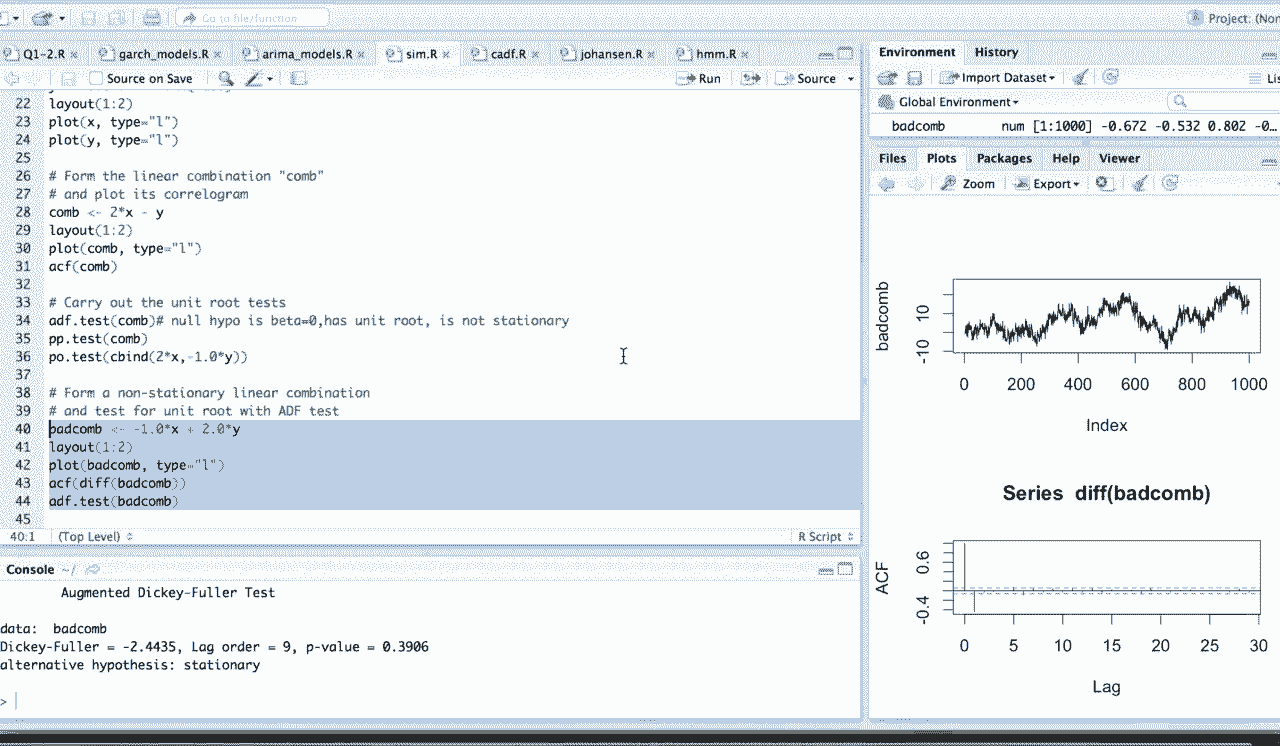 Go to file/function
Project: (Non
Q1-2.R × garch_models.R × arima_models.R × sim.R × cadf.R × johansen.R × hmm.R ×
Source on Save Run Source
22 layout(1:2)
23 plot(x, type="l")
24 plot(y, type="l")
25
26 # Form the linear combination "comb"
27 # and plot its correlogram
28 comb <- 2*x - y
29 layout(1:2)
30 plot(comb, type="l")
31 acf(comb)
32
33 # Carry out the unit root tests
34 adf.test(comb)# null hypo is beta=0,has unit root, is not stationary
35 pp.test(comb)
36 po.test(cbind(2*x,-1.0*y))
37
38 # Form a non-stationary linear combination
39 # and test for unit root with ADF test
40 badcomb <- -1.0*x + 2.0*y
41 layout(1:2)
42 plot(badcomb, type="l")
43 acf(diff(badcomb))
44 adf.test(badcomb)
45
40:1 (Top Level) R Script
Console ~/
Augmented Dickey-Fuller Test
data: badcomb
Dickey-Fuller = -2.4435, Lag order = 9, p-value = 0.3906
alternative hypothesis: stationary
>
Environment History
Import Dataset Lis
Global Environment
badcomb num [1:1000] -0.672 -0.532 0.802 -0…
Files Plots Packages Help Viewer
Zoom Export
badcomb
10
-10
0 200 400 600 800 1000
Index
Series diff(badcomb)
ACF
0.6
-0.4
0 5 10 15 20 25 30
Lag